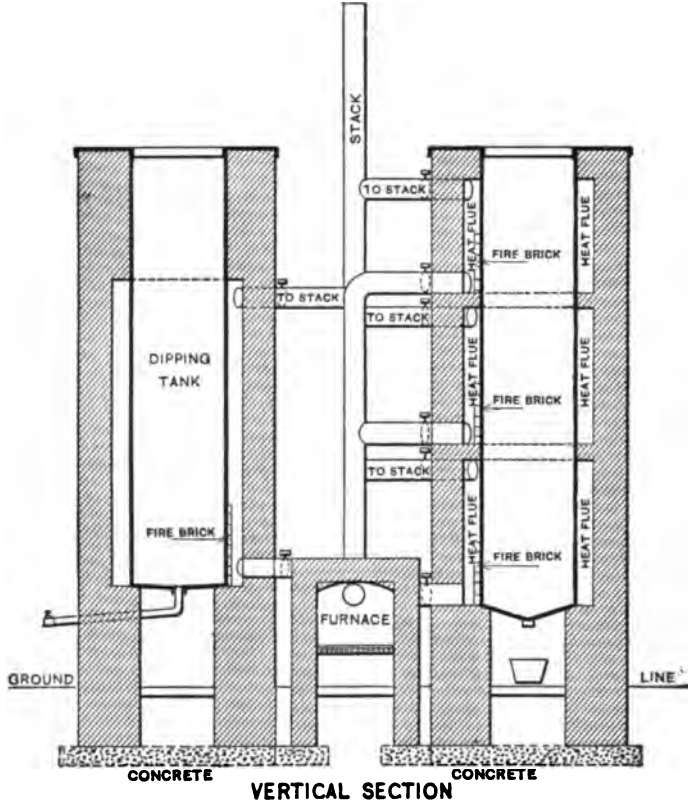 STACK
TO STACK
HEAT FLUE
FIRE BRICK
HEAT FLUE
TO STACK
TO STACK
DIPPING
TANK
HEAT FLUE
FIRE BRICK
HEAT FLUE
TO STACK
FIRE BRICK
HEAT FLUE
FIRE BRICK
HEAT FLUE
FURNACE
GROUND
LINE
CONCRETE
CONCRETE
VERTICAL SECTION